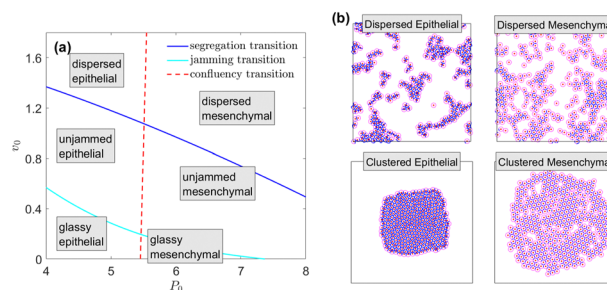 (a)
segregation transition
jamming transition
confluency transition
dispersed
epithelial
dispersed
mesenchymal
unjammed
epithelial
unjammed
mesenchymal
glassy
epithelial
glassy
mesenchymal
v₀
1.6
1.2
0.8
0.4
0
4
5
6
7
8
P₀
(b)
Dispersed Epithelial
Dispersed Mesenchymal
Clustered Epithelial
Clustered Mesenchymal